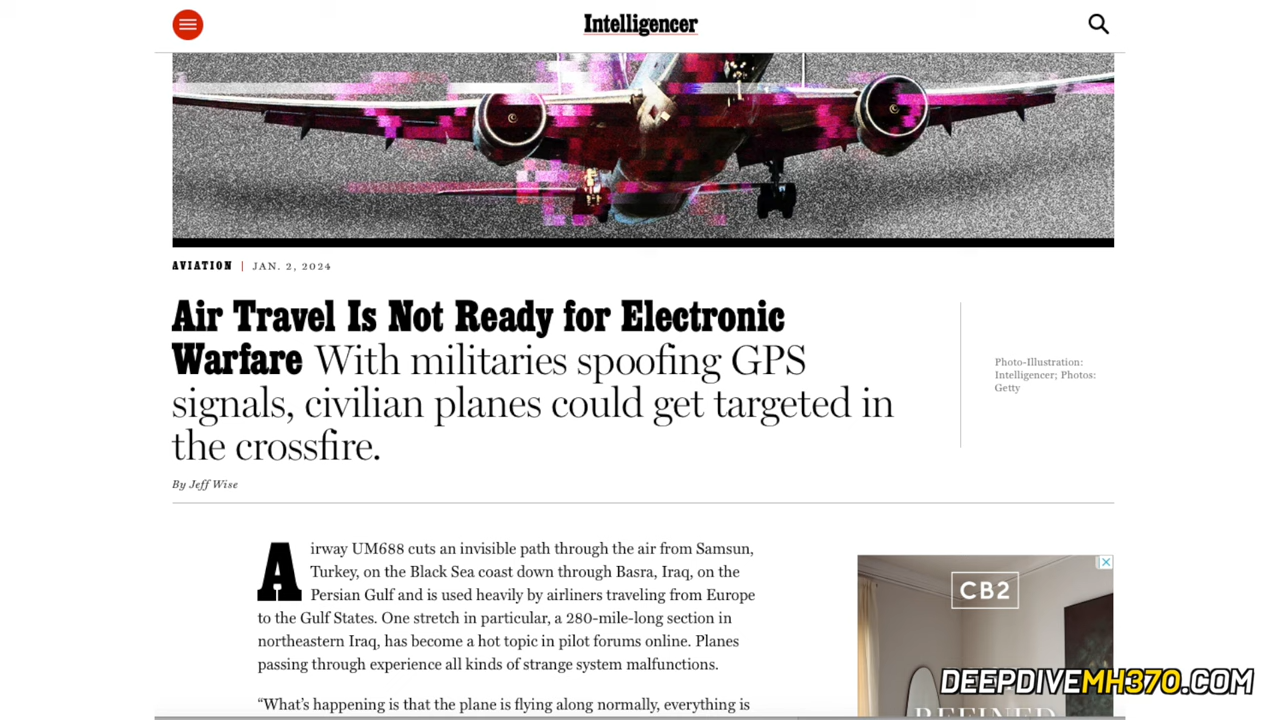 Intelligencer
AVIATION | JAN. 2, 2024
Air Travel Is Not Ready for Electronic
Warfare With militaries spoofing GPS
signals, civilian planes could get targeted in
the crossfire.
By Jeff Wise
Photo-Illustration:
Intelligencer; Photos:
Getty
Airway UM688 cuts an invisible path through the air from Samsun,
Turkey, on the Black Sea coast down through Basra, Iraq, on the
Persian Gulf and is used heavily by airliners traveling from Europe
to the Gulf States. One stretch in particular, a 280-mile-long section in
northeastern Iraq, has become a hot topic in pilot forums online. Planes
passing through experience all kinds of strange system malfunctions.
“What’s happening is that the plane is flying along normally, everything is
CB2
REFINED
DEEPDIVEMH370.COM